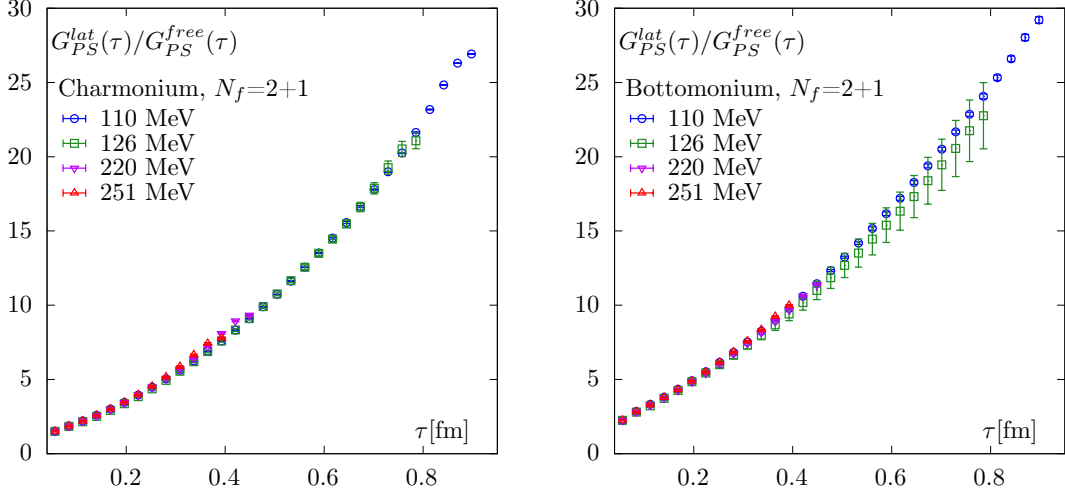 G_{PS}^{lat}(τ)/G_{PS}^{free}(τ)
Charmonium, N_f=2+1
110 MeV
126 MeV
220 MeV
251 MeV
30
25
20
15
10
5
0
0.2 0.4 0.6 0.8
τ[fm]
G_{PS}^{lat}(τ)/G_{PS}^{free}(τ)
Bottomonium, N_f=2+1
110 MeV
126 MeV
220 MeV
251 MeV
30
25
20
15
10
5
0
0.2 0.4 0.6 0.8
τ[fm]